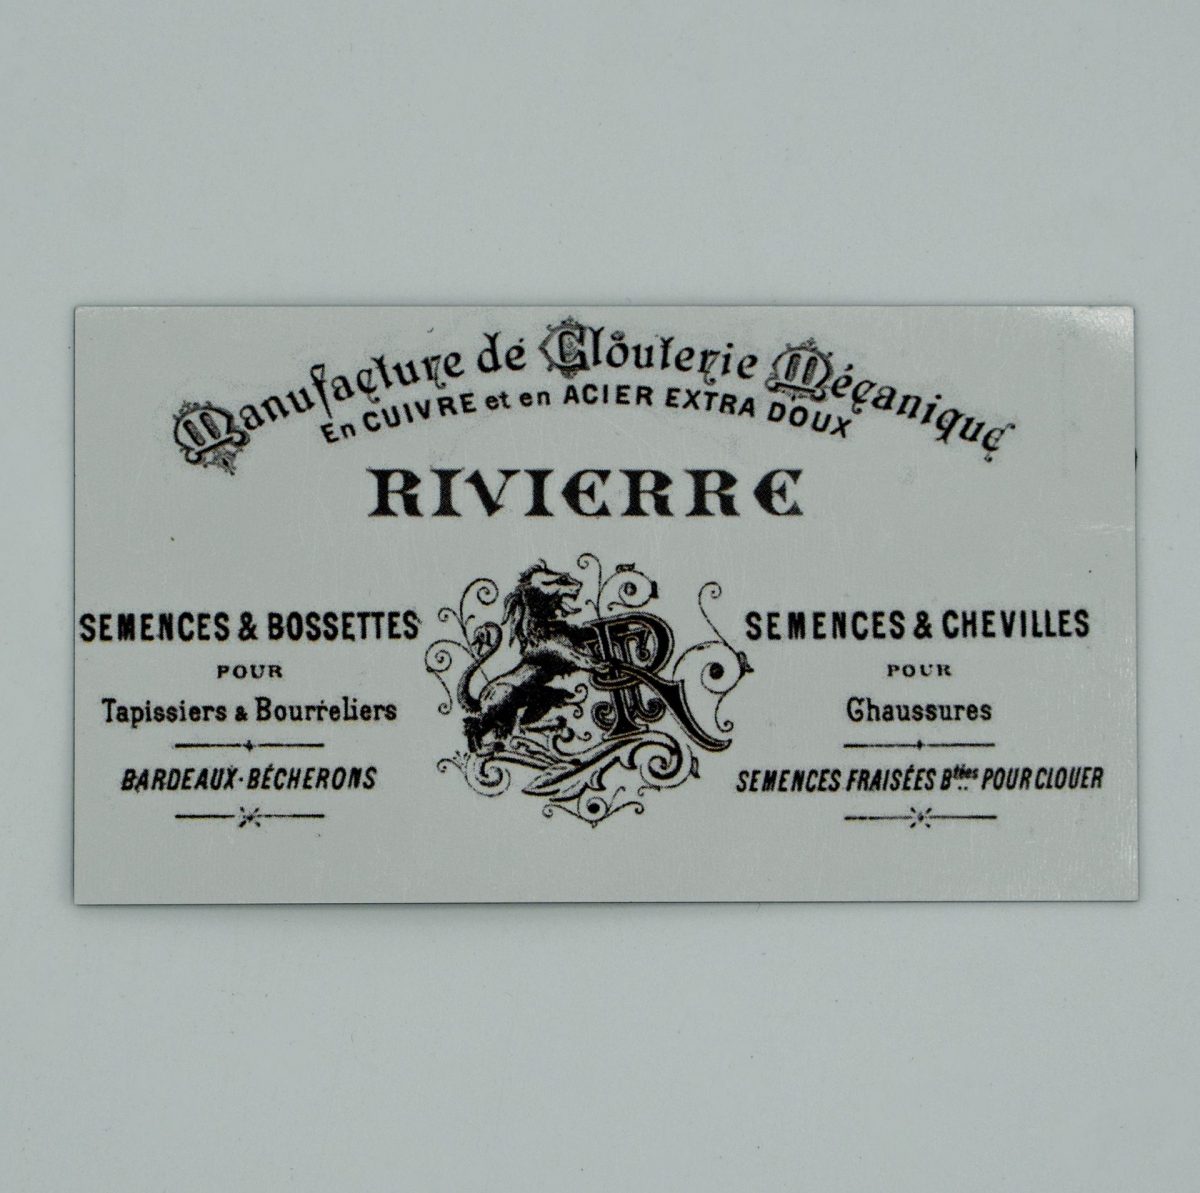 Manufacture de Clouterie Mécanique
En CUIVRE et en ACIER EXTRA DOUX
RIVIERRE
SEMENCES & BOSSETTES
POUR
Tapissiers & Bourreliers
BARDEAUX·BÉCHERONS
R
SEMENCES & CHEVILLES
POUR
Chaussures
SEMENCES FRAISÉES Btées POUR CLOUER